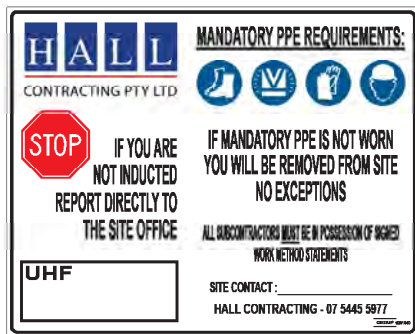 HALL
CONTRACTING PTY LTD
STOP
IF YOU ARE
NOT INDUCTED
REPORT DIRECTLY TO
THE SITE OFFICE
UHF
MANDATORY PPE REQUIREMENTS:
IF MANDATORY PPE IS NOT WORN
YOU WILL BE REMOVED FROM SITE
NO EXCEPTIONS
ALL SUBCONTRACTORS MUST BE IN POSSESSION OF SIGNED
WORK METHOD STATEMENTS
SITE CONTACT :
HALL CONTRACTING - 07 5445 5977